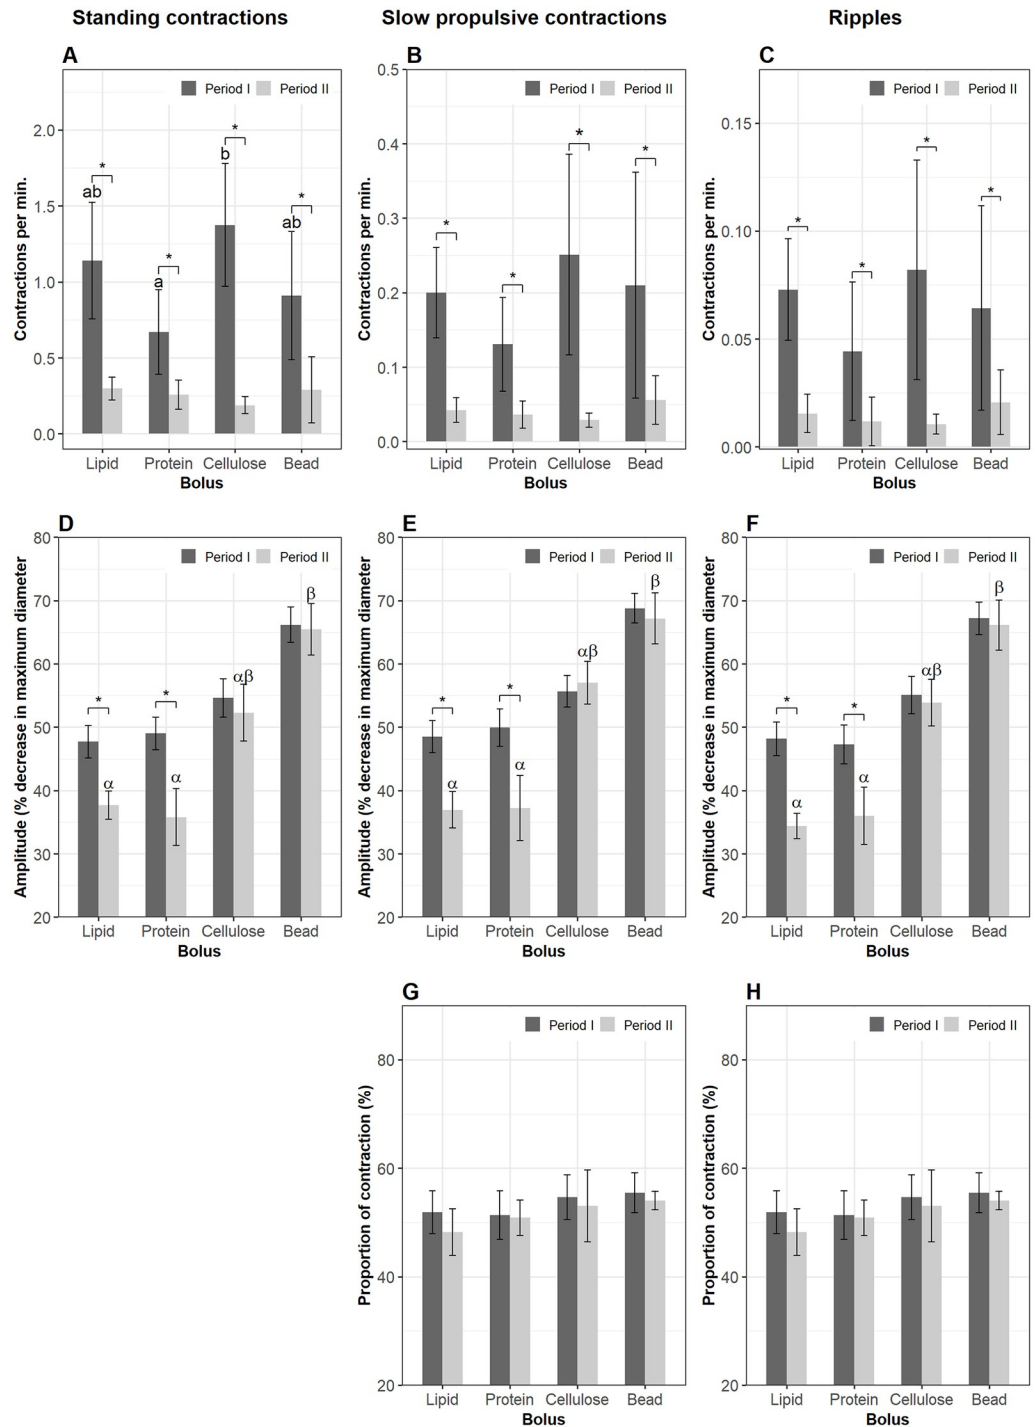 Standing contractions
Slow propulsive contractions
Ripples
A
Period I Period II
Contractions per min.
2.0
1.5
1.0
0.5
0.0
ab
*
a
*
b
*
ab
*
Lipid Protein Cellulose Bead
Bolus
B
Period I Period II
Contractions per min.
0.5
0.4
0.3
0.2
0.1
0.0
*
*
*
*
Lipid Protein Cellulose Bead
Bolus
C
Period I Period II
Contractions per min.
0.15
0.10
0.05
0.00
*
*
*
*
Lipid Protein Cellulose Bead
Bolus
D
Period I Period II
Amplitude (% decrease in maximum diameter
80
70
60
50
40
30
20
*
α
*
α
αβ
β
Lipid Protein Cellulose Bead
Bolus
E
Period I Period II
Amplitude (% decrease in maximum diameter
80
70
60
50
40
30
20
*
α
*
α
αβ
β
Lipid Protein Cellulose Bead
Bolus
F
Period I Period II
Amplitude (% decrease in maximum diameter
80
70
60
50
40
30
20
*
α
*
α
αβ
β
Lipid Protein Cellulose Bead
Bolus
G
Period I Period II
Proportion of contraction (%)
80
60
40
20
Lipid Protein Cellulose Bead
Bolus
H
Period I Period II
Proportion of contraction (%)
80
60
40
20
Lipid Protein Cellulose Bead
Bolus